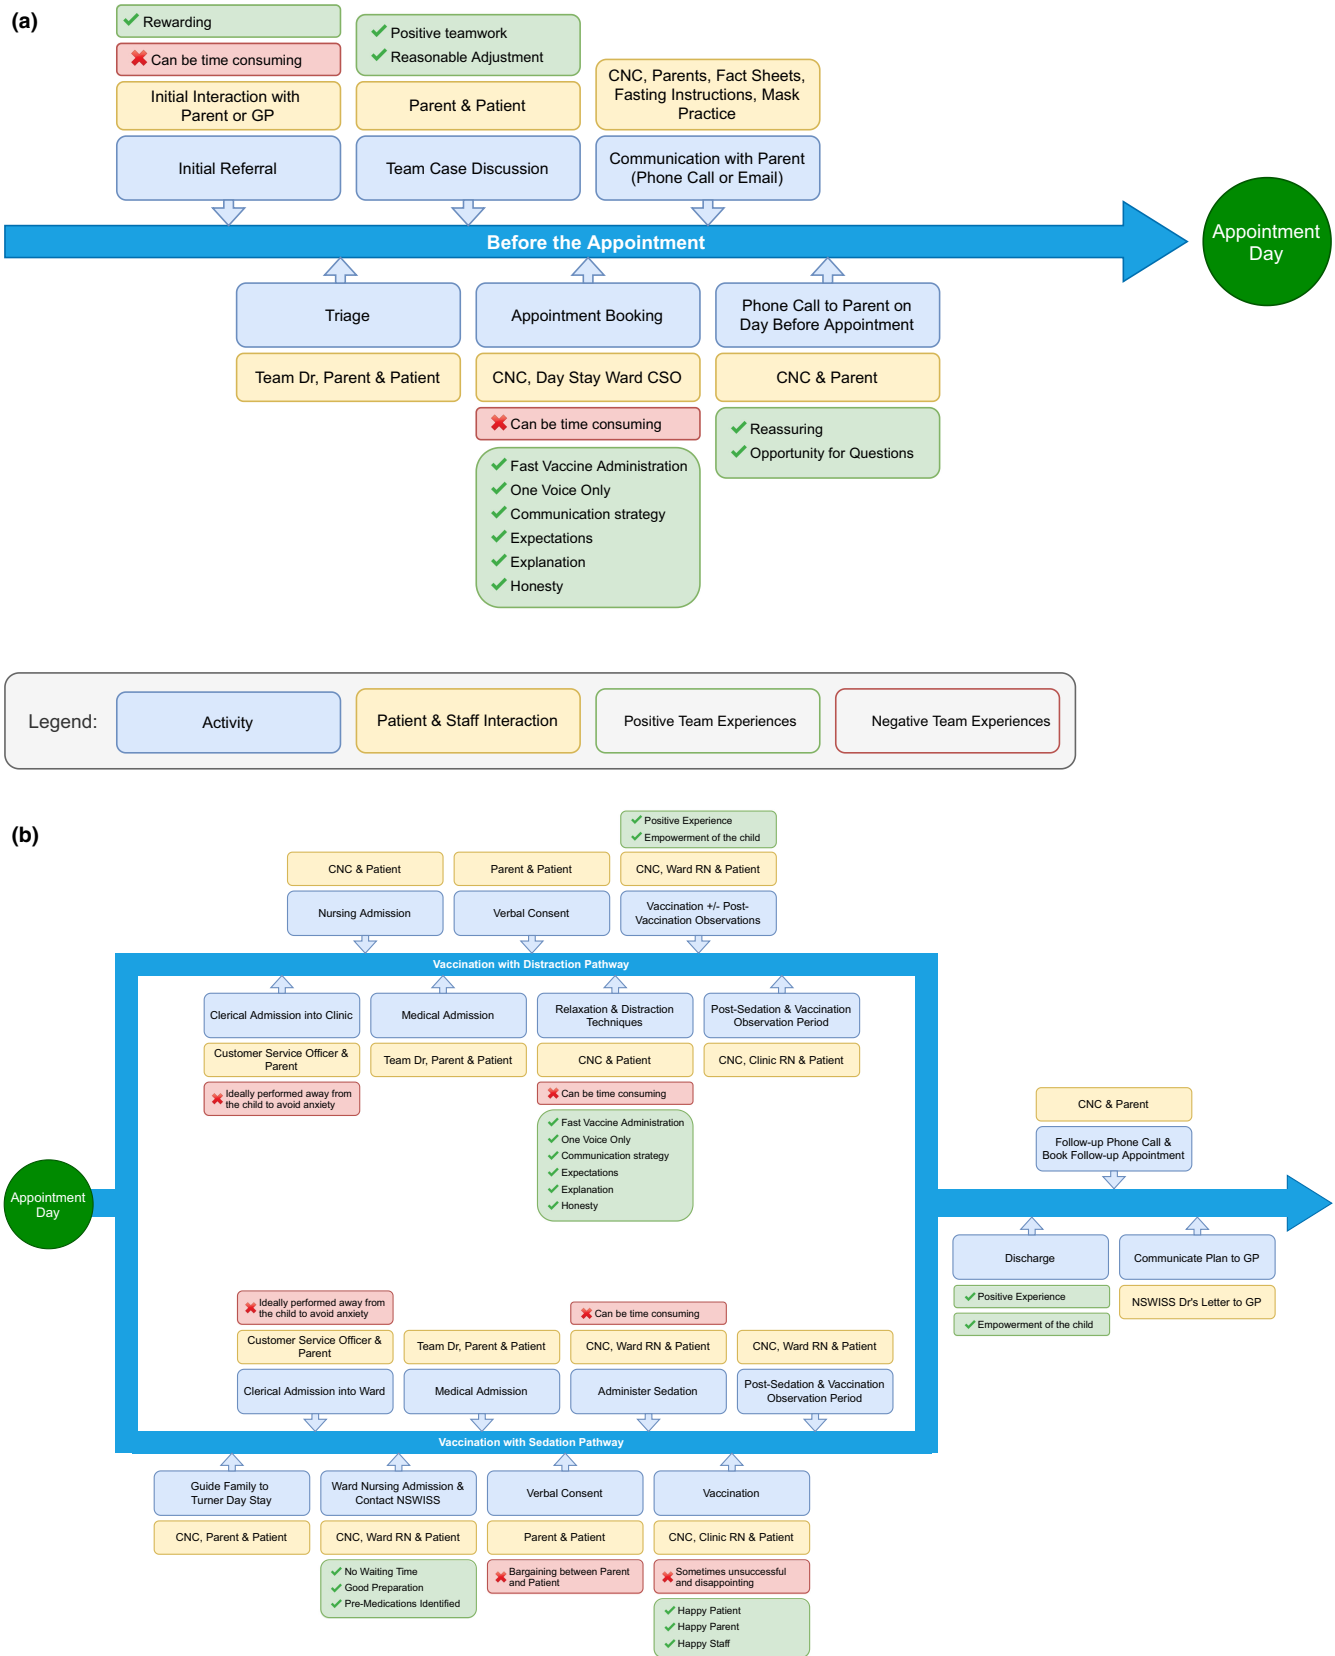 (a)
Rewarding
Can be time consuming
Initial Interaction with
Parent or GP
Initial Referral
Positive teamwork
Reasonable Adjustment
Parent & Patient
Team Case Discussion
CNC, Parents, Fact Sheets,
Fasting Instructions, Mask
Practice
Communication with Parent
(Phone Call or Email)
Before the Appointment
Appointment
Day
Triage
Team Dr, Parent & Patient
Appointment Booking
CNC, Day Stay Ward CSO
Can be time consuming
Fast Vaccine Administration
One Voice Only
Communication strategy
Expectations
Explanation
Honesty
Phone Call to Parent on
Day Before Appointment
CNC & Parent
Reassuring
Opportunity for Questions
Legend:
Activity
Patient & Staff Interaction
Positive Team Experiences
Negative Team Experiences
(b)
CNC & Patient
Nursing Admission
Parent & Patient
Verbal Consent
Positive Experience
Empowerment of the child
CNC, Ward RN & Patient
Vaccination +/- Post-
Vaccination Observations
Vaccination with Distraction Pathway
Clerical Admission into Clinic
Customer Service Officer &
Parent
Ideally performed away from
the child to avoid anxiety
Medical Admission
Team Dr, Parent & Patient
Relaxation & Distraction
Techniques
CNC & Patient
Can be time consuming
Fast Vaccine Administration
One Voice Only
Communication strategy
Expectations
Explanation
Honesty
Post-Sedation & Vaccination
Observation Period
CNC, Clinic RN & Patient
Appointment
Day
CNC & Parent
Follow-up Phone Call &
Book Follow-up Appointment
Discharge
Positive Experience
Empowerment of the child
Communicate Plan to GP
NSWISS Dr's Letter to GP
Ideally performed away from
the child to avoid anxiety
Customer Service Officer &
Parent
Clerical Admission into Ward
Team Dr, Parent & Patient
Medical Admission
Can be time consuming
CNC, Ward RN & Patient
Administer Sedation
CNC, Ward RN & Patient
Post-Sedation & Vaccination
Observation Period
Vaccination with Sedation Pathway
Guide Family to
Turner Day Stay
CNC, Parent & Patient
Ward Nursing Admission &
Contact NSWISS
CNC, Ward RN & Patient
No Waiting Time
Good Preparation
Pre-Medications Identified
Verbal Consent
Parent & Patient
Bargaining between Parent
and Patient
Vaccination
CNC, Clinic RN & Patient
Sometimes unsuccessful
and disappointing
Happy Patient
Happy Parent
Happy Staff